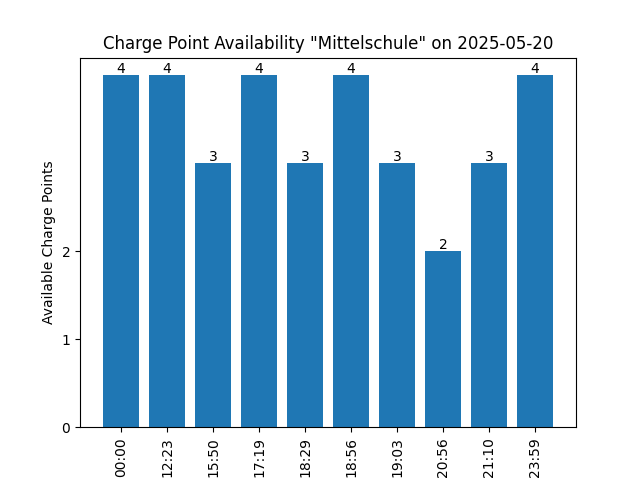 Charge Point Availability "Mittelschule" on 2025-05-20
4 4 3 4 3 4 3 2 3 4
Available Charge Points
2
1
0
00:00 12:23 15:50 17:19 18:29 18:56 19:03 20:56 21:10 23:59